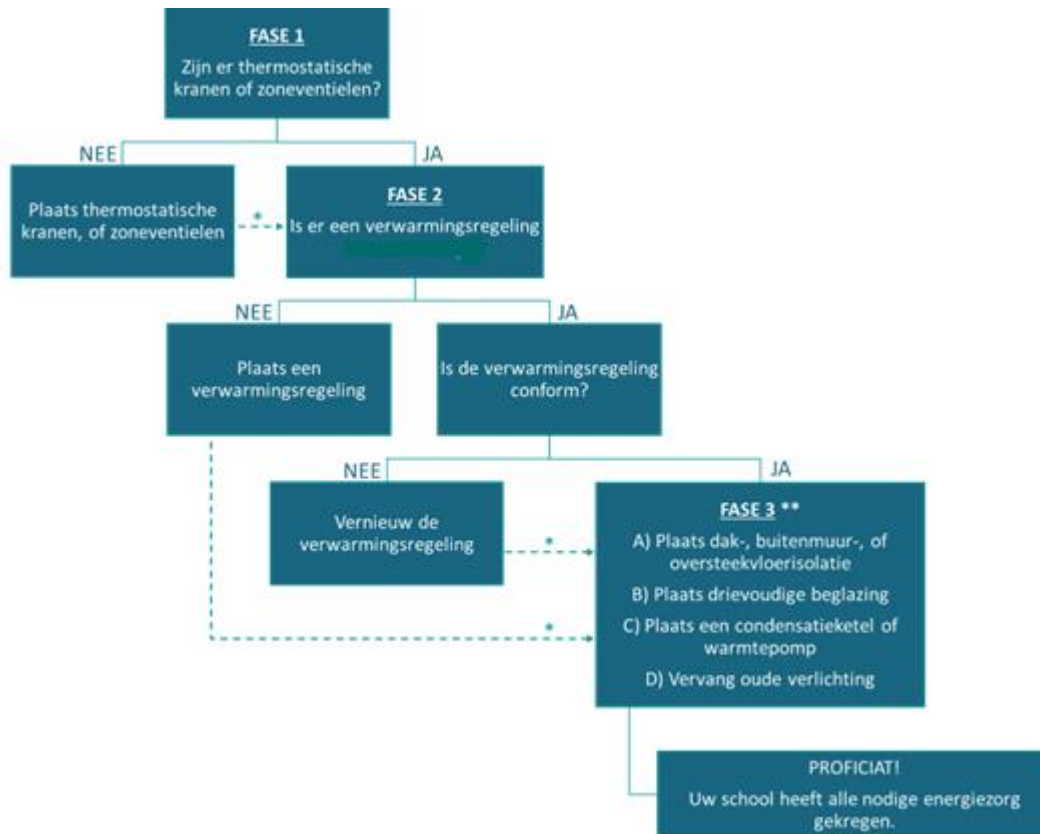 FASE 1
Zijn er thermostatische
kranen of zoneventielen?
NEE
JA
Plaats thermostatische
kranen, of zoneventielen
*
FASE 2
Is er een verwarmingsregeling
NEE
JA
Plaats een
verwarmingsregeling
Is de verwarmingsregeling
conform?
NEE
JA
Vernieuw de
verwarmingsregeling
*
*
FASE 3 **
A) Plaats dak-, buitenmuur-, of
oversteekvloerisolatie
B) Plaats drievoudige beglazing
C) Plaats een condensatieketel of
warmtepomp
D) Vervang oude verlichting
PROFICIAT!
Uw school heeft alle nodige energiezorg
gekregen.